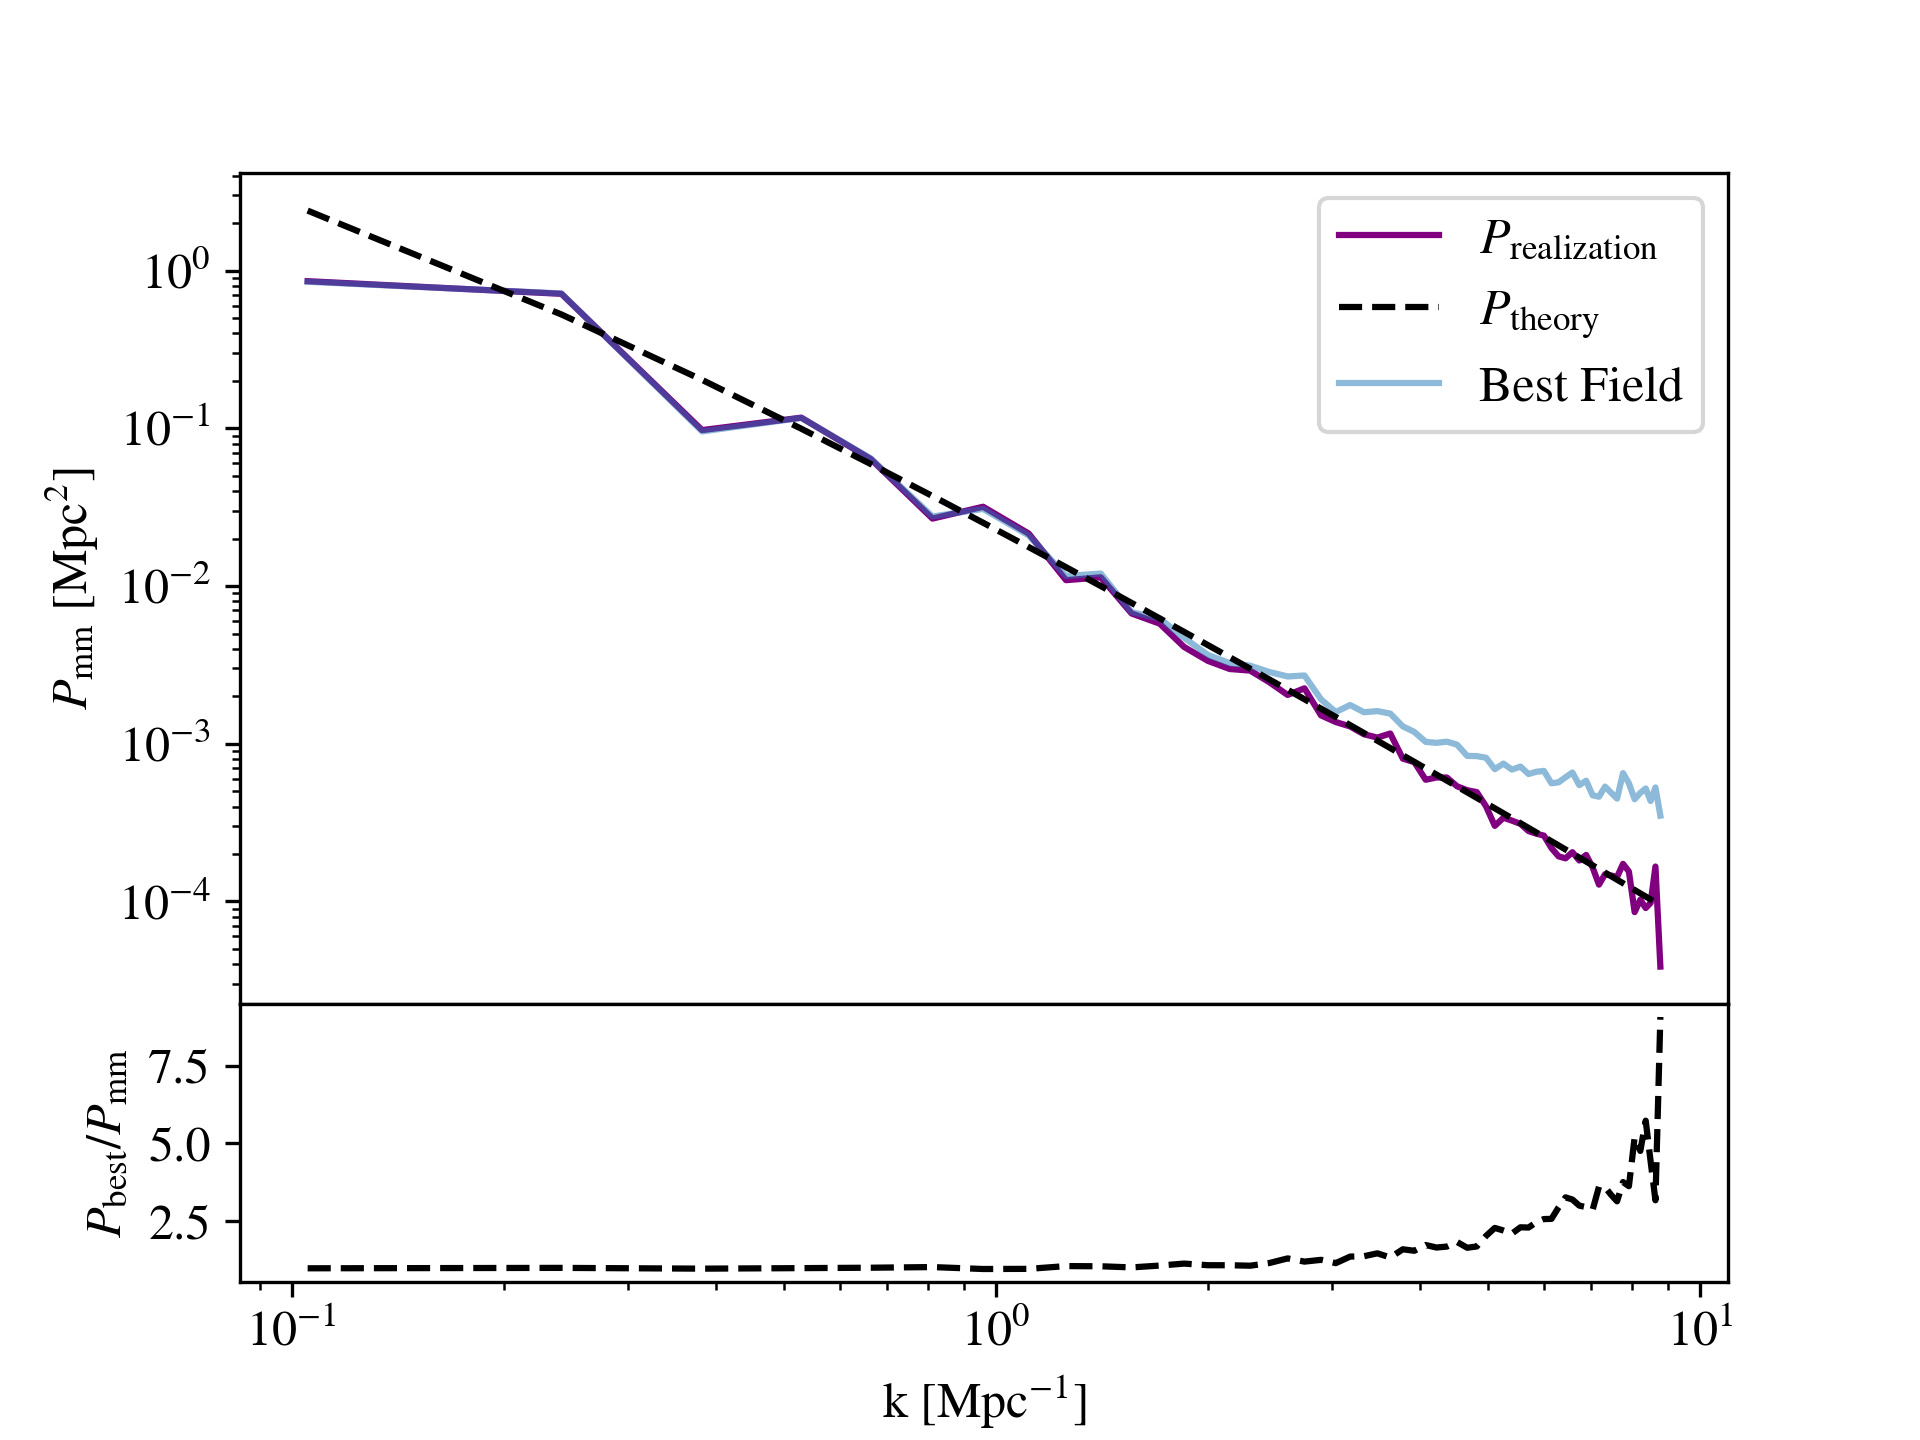 P_realization
P_theory
Best Field
P_mm [Mpc^2]
10^0
10^−1
10^−2
10^−3
10^−4
P_best/P_mm
7.5
5.0
2.5
10^−1
10^0
10^1
k [Mpc^−1]